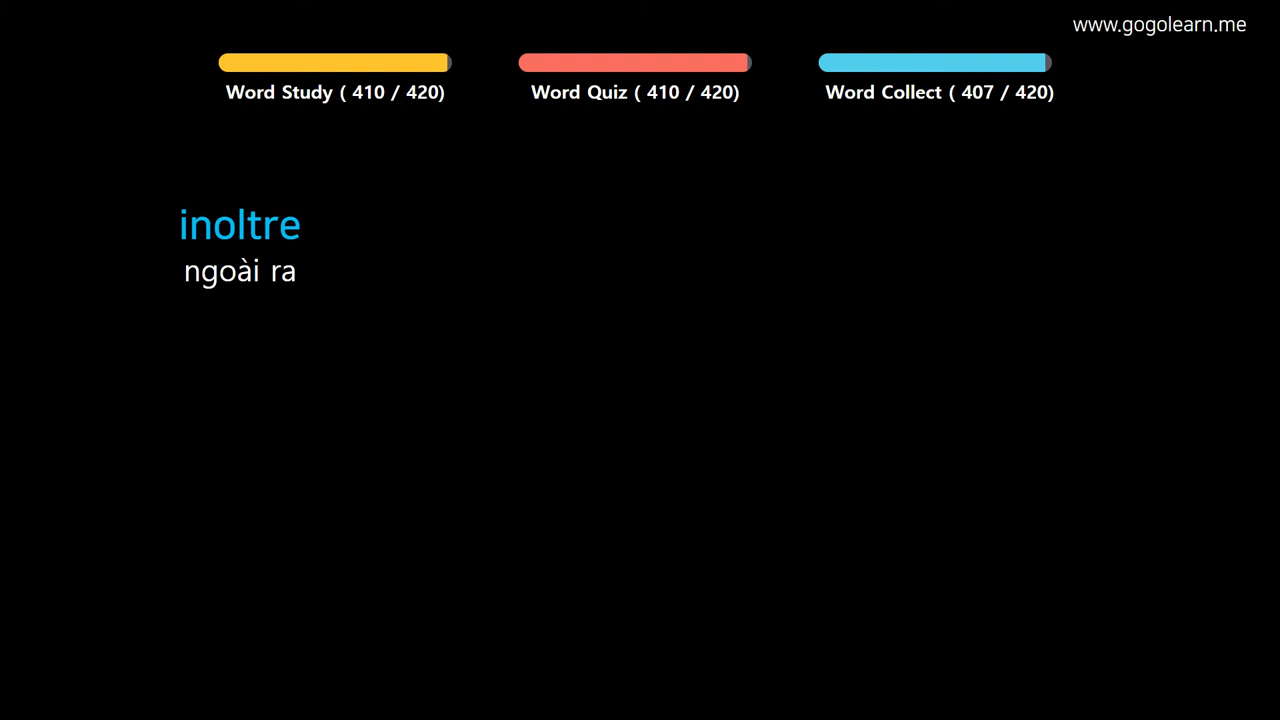 www.gogolearn.me
Word Study ( 410 / 420)
Word Quiz ( 410 / 420)
Word Collect ( 407 / 420)
inoltre
ngoài ra